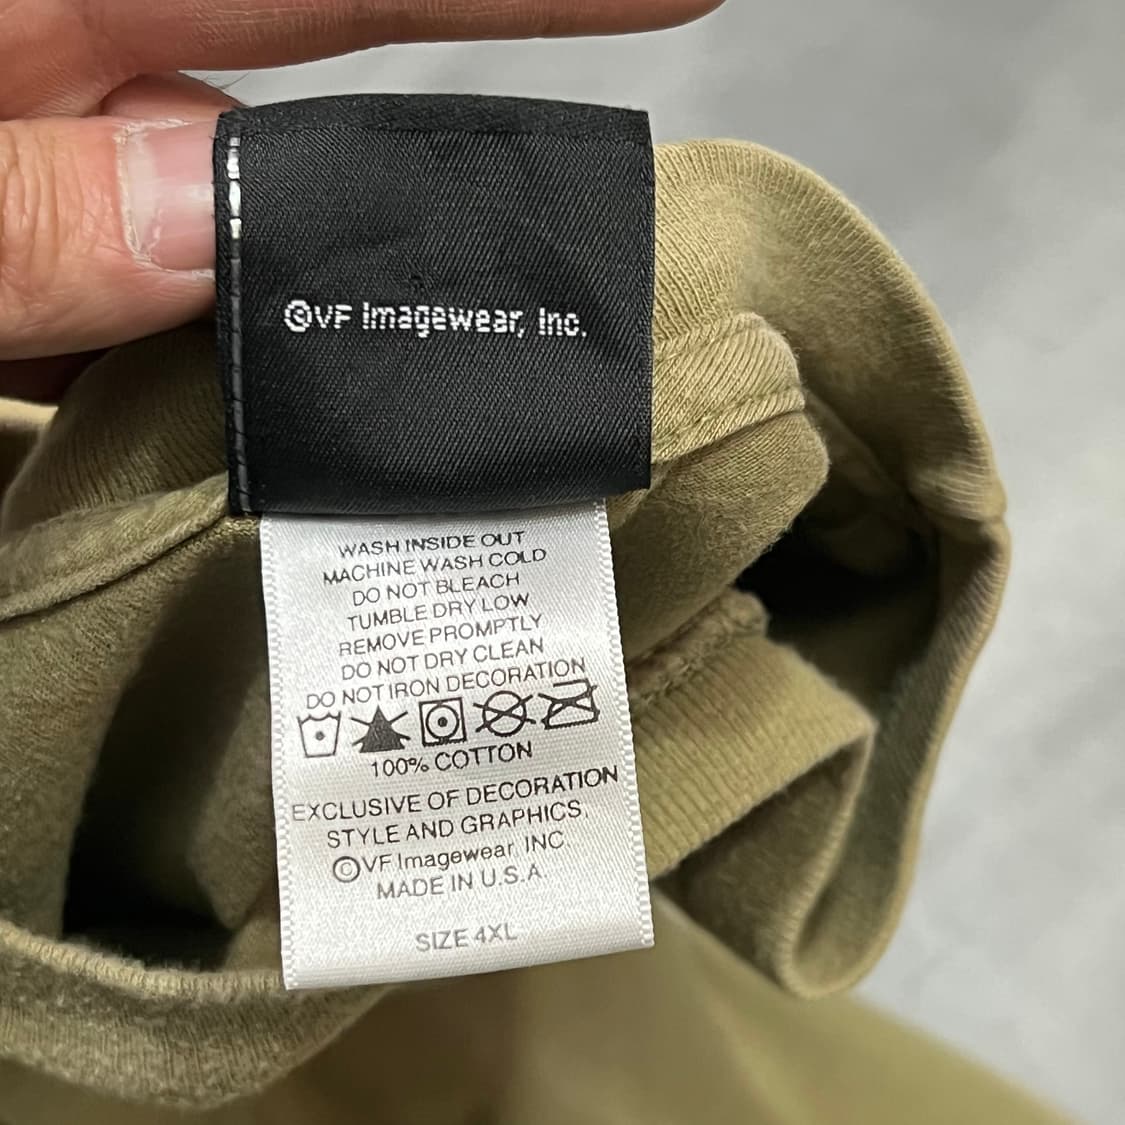 ©VF Imagewear, Inc.
WASH INSIDE OUT
MACHINE WASH COLD
DO NOT BLEACH
TUMBLE DRY LOW
REMOVE PROMPTLY
DO NOT DRY CLEAN
DO NOT IRON DECORATION
100% COTTON
EXCLUSIVE OF DECORATION
STYLE AND GRAPHICS,
©VF Imagewear, INC
MADE IN U.S.A.
SIZE 4XL